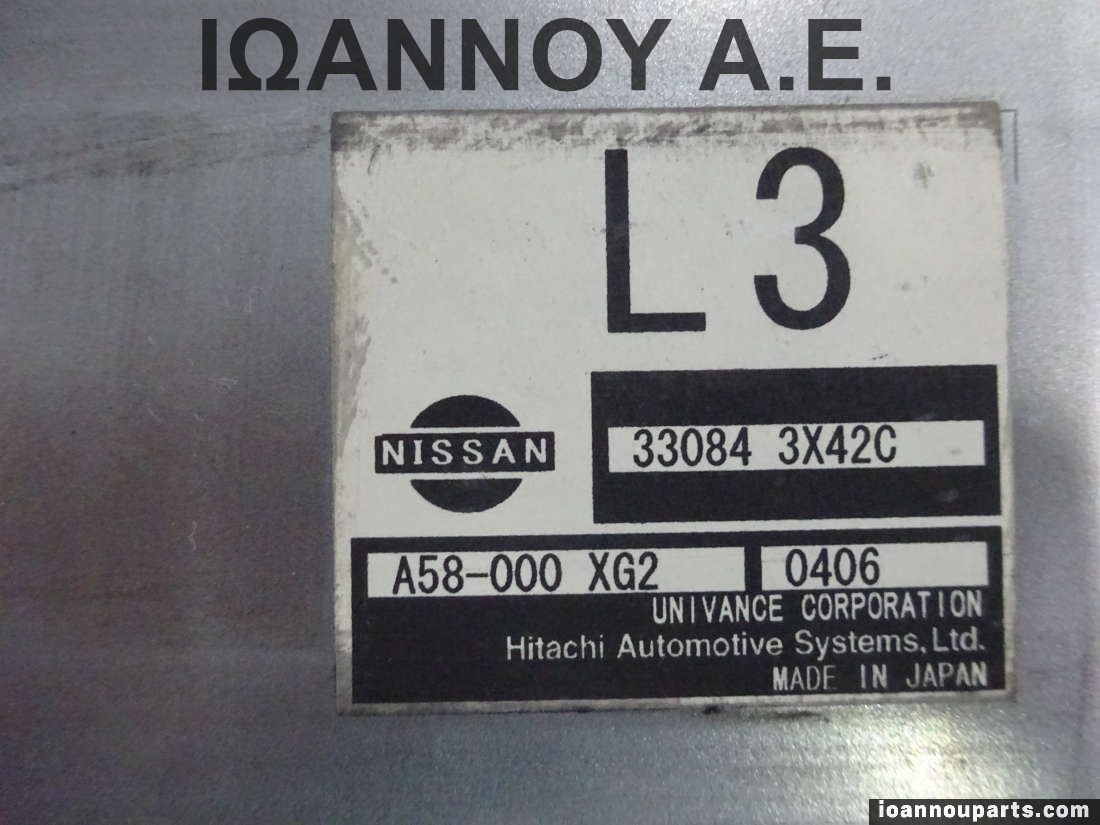 ΙΩΑΝΝΟΥ Α.Ε.
L3
NISSAN
33084 3X42C
A58-000 XG2
0406
UNIVANCE CORPORATION
Hitachi Automotive Systems, Ltd.
MADE IN JAPAN
ioannouparts.com